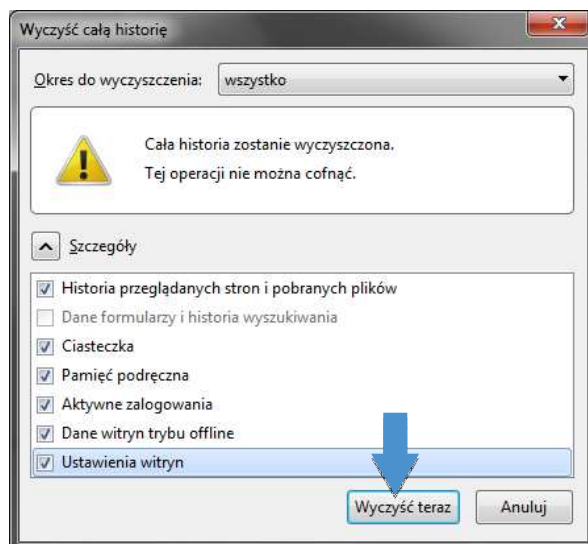 Wyczyść całą historię
Okres do wyczyszczenia: wszystko
Cała historia zostanie wyczyszczona.
Tej operacji nie można cofnąć.
Szczegóły
Historia przeglądanych stron i pobranych plików
Dane formularzy i historia wyszukiwania
Ciasteczka
Pamięć podręczna
Aktywne zalogowania
Dane witryn trybu offline
Ustawienia witryn
Wyczyść teraz Anuluj